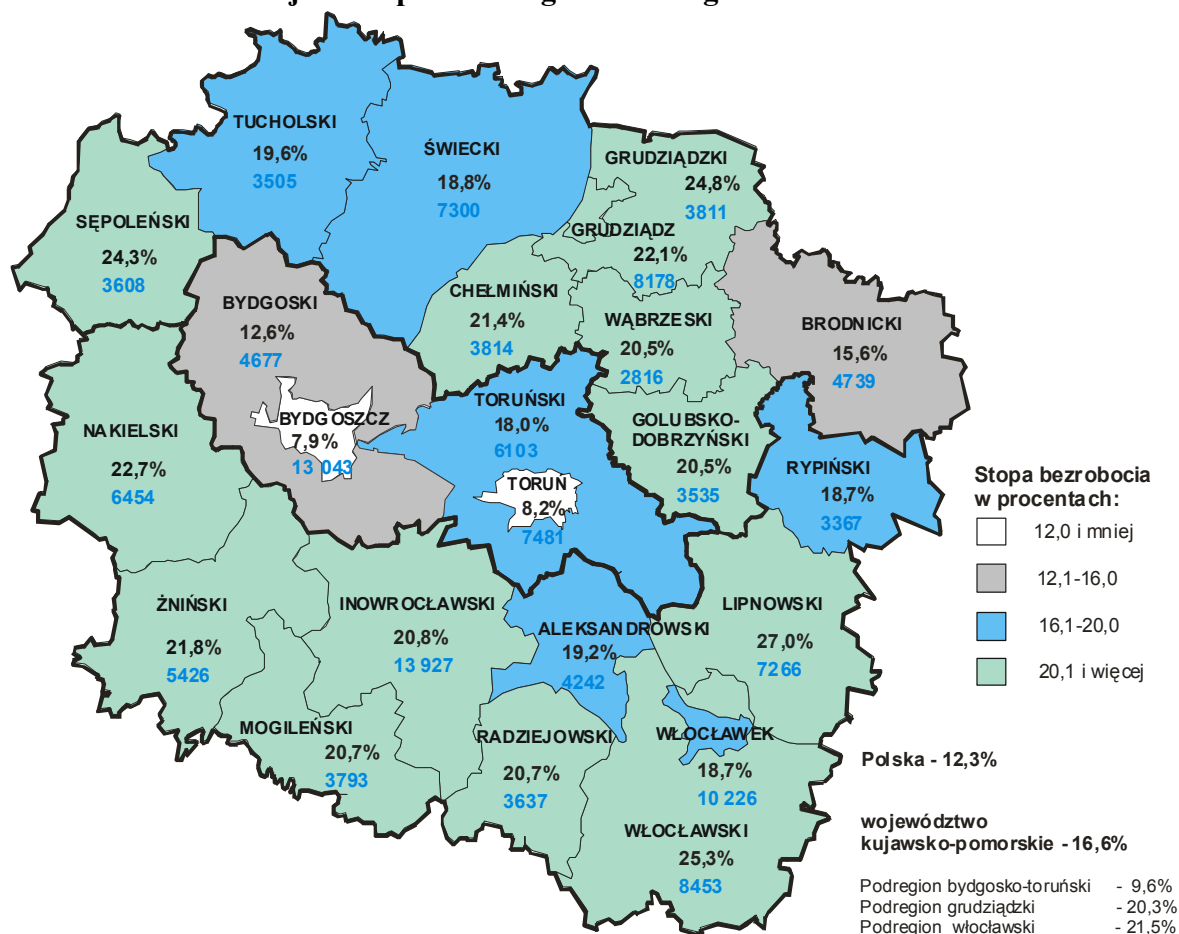 TUCHOLSKI
19,6%
3505
ŚWIECKI
18,8%
7300
GRUDZIĄDZKI
24,8%
3811
SĘPOLEŃSKI
24,3%
3608
GRUDZIĄDZ
22,1%
8178
BYDGOSKI
12,6%
4677
CHEŁMIŃSKI
21,4%
3814
WĄBRZESKI
20,5%
2816
BRODNICKI
15,6%
4739
BYDGOSZCZ
7,9%
13 043
TORUŃSKI
18,0%
6103
GOLUBSKO-
DOBRZYŃSKI
20,5%
3535
NAKIELSKI
22,7%
6454
RYPIŃSKI
18,7%
3367
TORUŃ
8,2%
7481
Stopa bezrobocia
w procentach:
12,0 i mniej
12,1-16,0
16,1-20,0
20,1 i więcej
ŻNIŃSKI
21,8%
5426
INOWROCŁAWSKI
20,8%
13 927
ALEKSANDROWSKI
19,2%
4242
LIPNOWSKI
27,0%
7266
MOGILEŃSKI
20,7%
3793
RADZIEJOWSKI
20,7%
3637
WŁOCŁAWEK
18,7%
10 226
WŁOCŁAWSKI
25,3%
8453
Polska - 12,3%
województwo
kujawsko-pomorskie - 16,6%
Podregion bydgosko-toruński - 9,6%
Podregion grudziądzki - 20,3%
Podregion włocławski - 21,5%